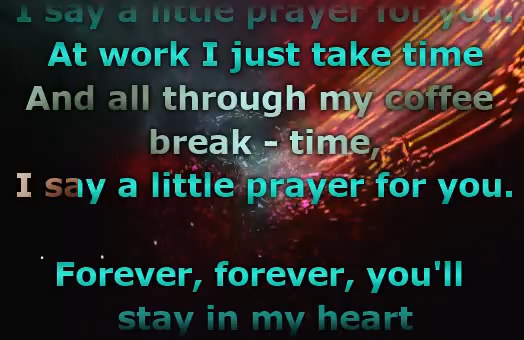 I say a little prayer for you.
At work I just take time
And all through my coffee
break - time,
I say a little prayer for you.
Forever, forever, you'll
stay in my heart